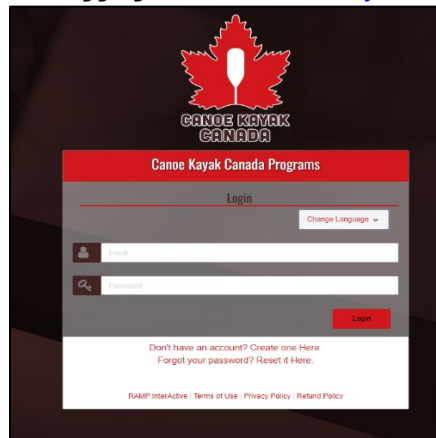 CANOE KAYAK
CANADA
Canoe Kayak Canada Programs
Login
Change Language
Email
Password
Login
Don't have an account? Create one Here.
Forgot your password? Reset it Here.
RAMP InterActive | Terms of Use | Privacy Policy | Refund Policy